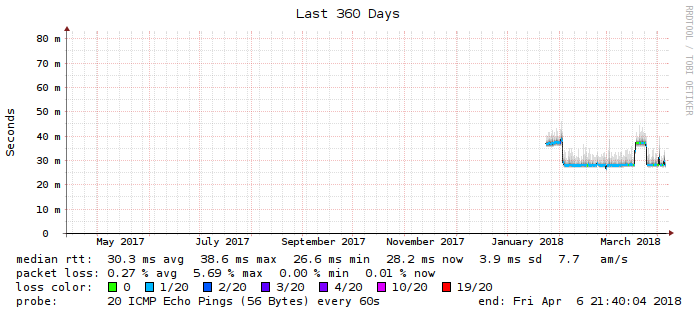 Last 360 Days
RRDTOOL / TOBI OETIKER
Seconds
80 m
70 m
60 m
50 m
40 m
30 m
20 m
10 m
0
May 2017 July 2017 September 2017 November 2017 January 2018 March 2018
median rtt: 30.3 ms avg 38.6 ms max 26.6 ms min 28.2 ms now 3.9 ms sd 7.7 am/s
packet loss: 0.27 % avg 5.69 % max 0.00 % min 0.01 % now
loss color: 0 1/20 2/20 3/20 4/20 10/20 19/20
probe: 20 ICMP Echo Pings (56 Bytes) every 60s end: Fri Apr 6 21:40:04 2018